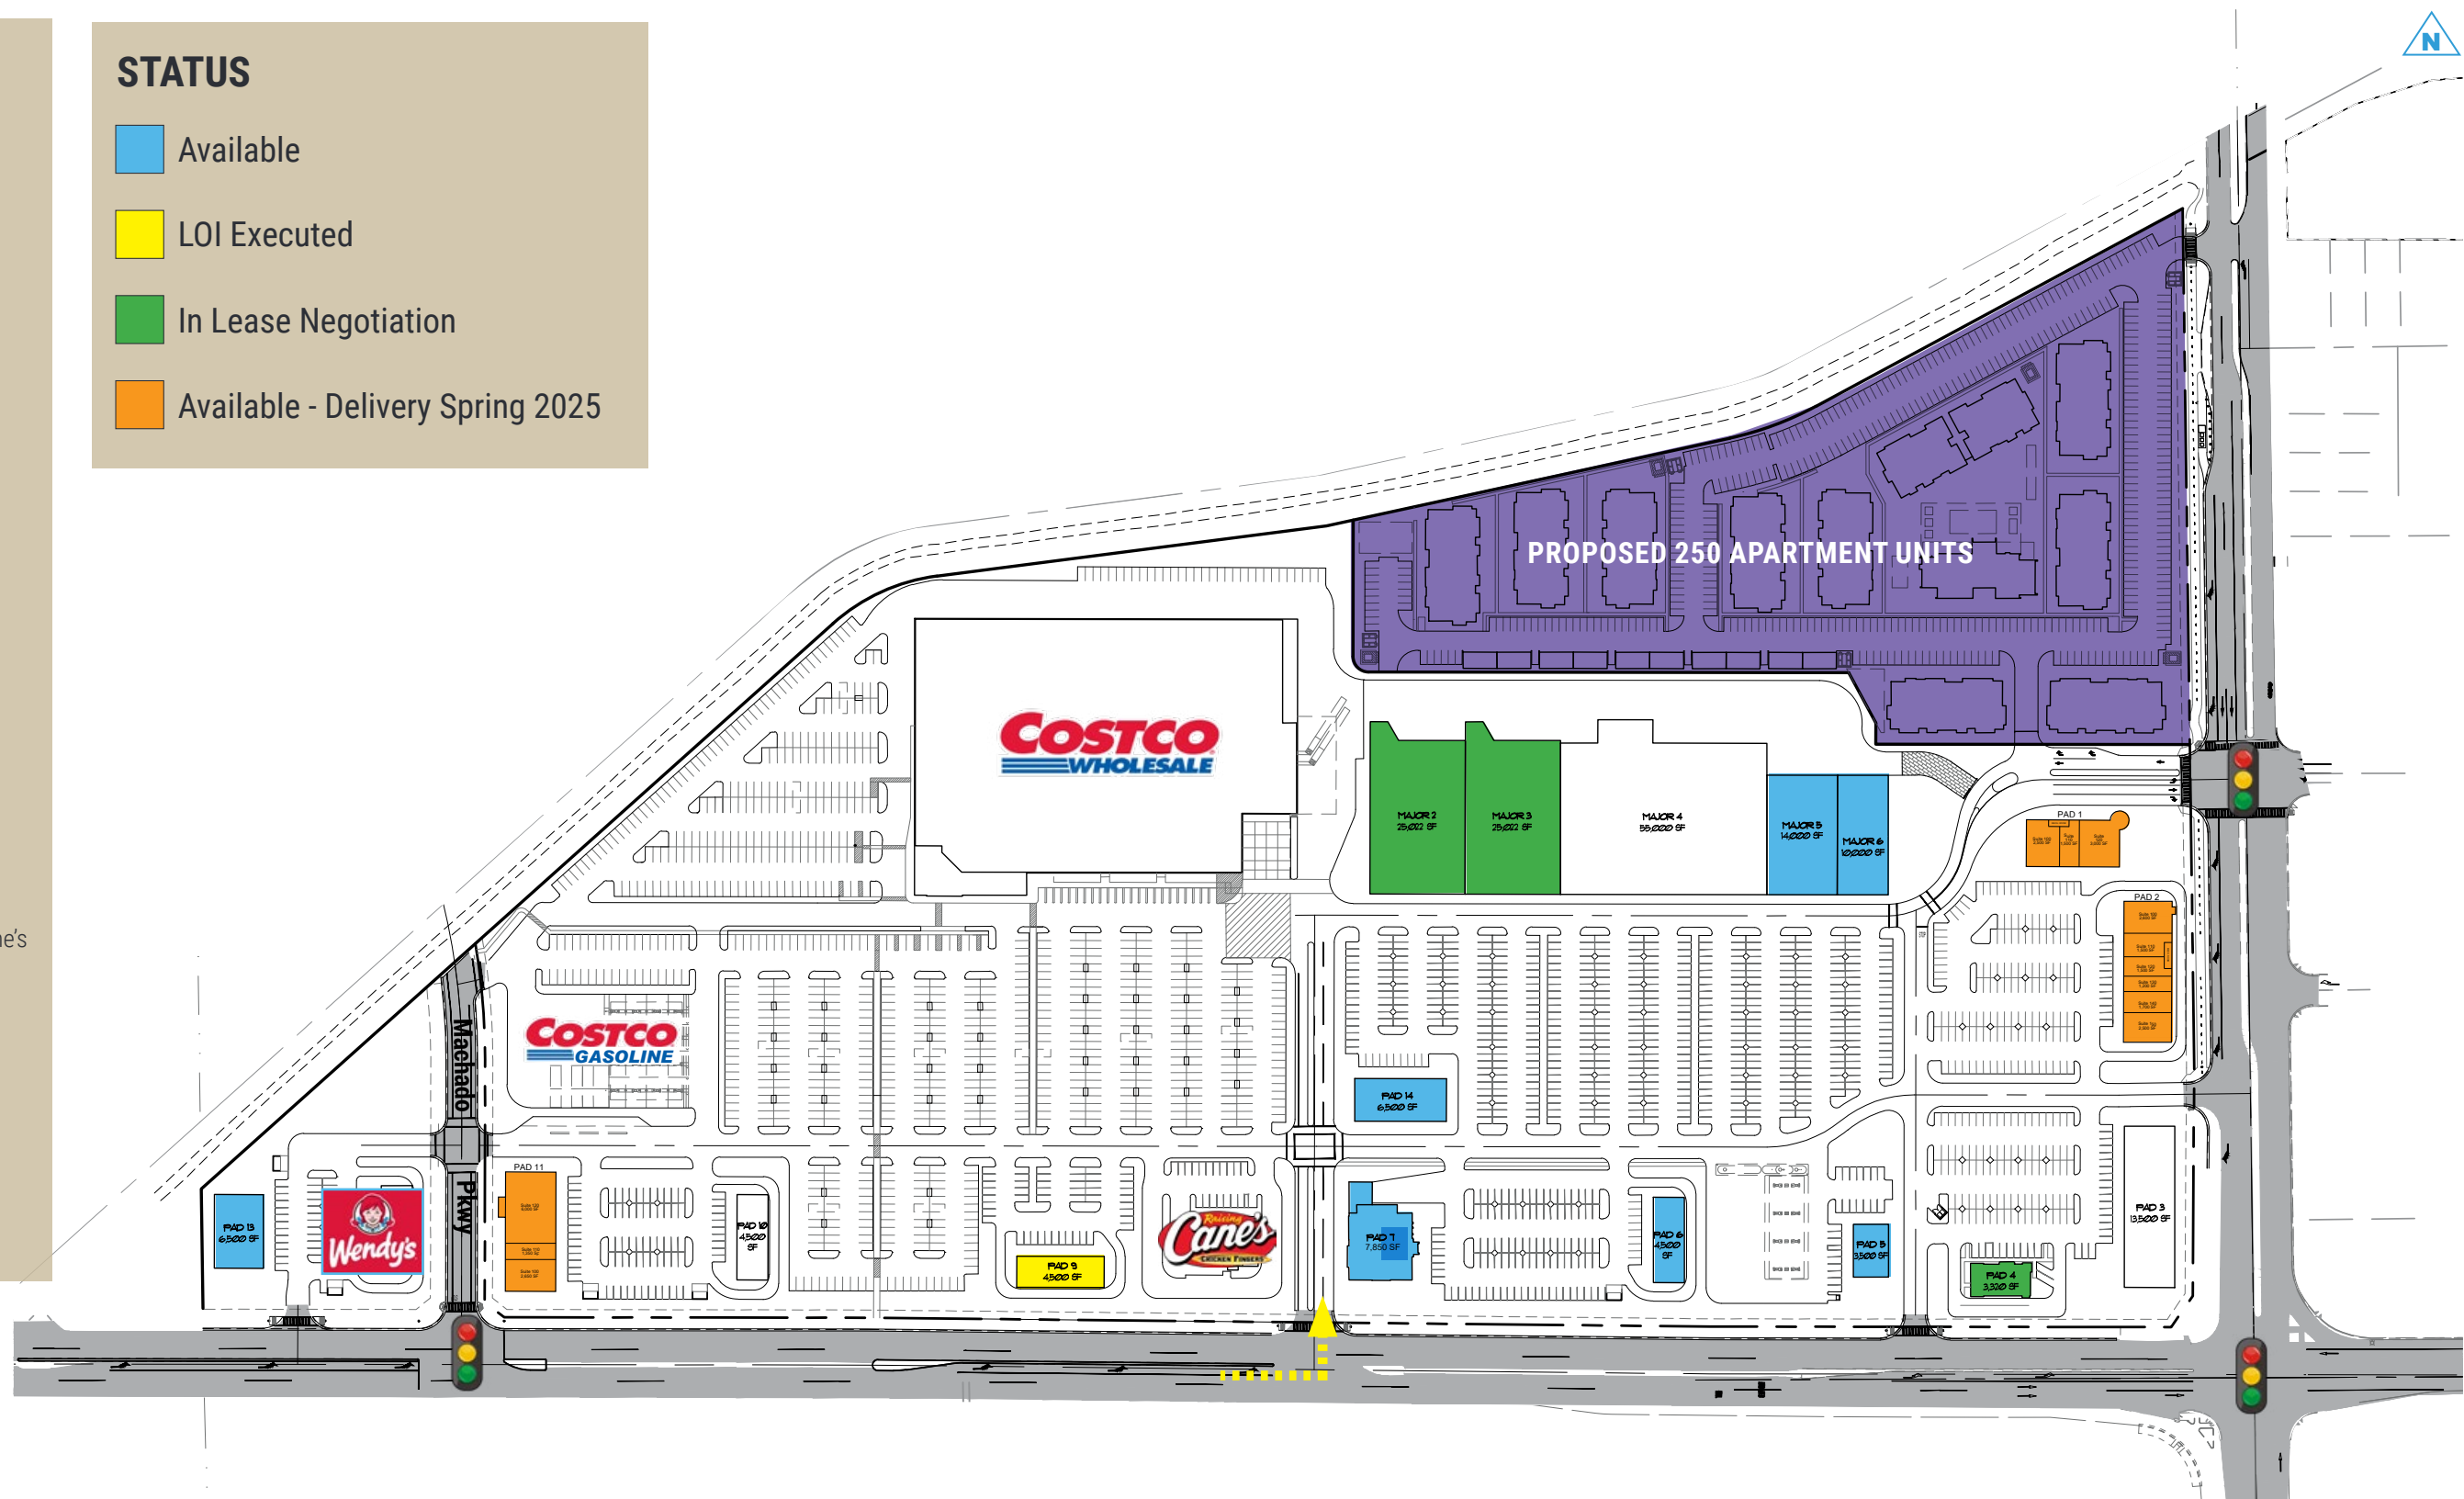 N
STATUS
Available
LOI Executed
In Lease Negotiation
Available - Delivery Spring 2025
ne's
PROPOSED 250 APARTMENT UNITS
COSTCO
WHOLESALE
MAJOR 2
25,022 SF
MAJOR 3
25,022 SF
MAJOR 4
55,000 SF
MAJOR 5
14,000 SF
MAJOR 6
10,000 SF
PAD 1
PAD 2
COSTCO
GASOLINE
Machado
Pkwy
PAD 14
6,500 SF
PAD 11
PAD 13
6,500 SF
Wendy's
PAD 10
4,500
SF
PAD 9
4,500 SF
Raising
Cane's
CHICKEN FINGERS
PAD 7
7,850 SF
PAD 6
4,500
SF
PAD 5
3,500 SF
PAD 4
3,320 SF
PAD 3
13,500 SF